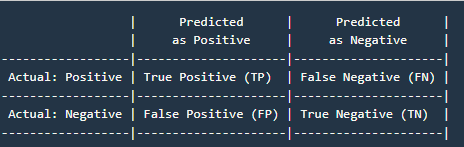 |     Predicted      |     Predicted      |
                  |    as Positive     |    as Negative     |
------------------|--------------------|--------------------|
 Actual: Positive | True Positive (TP) | False Negative (FN) |
------------------|--------------------|--------------------|
 Actual: Negative | False Positive (FP) | True Negative (TN) |
------------------|--------------------|--------------------|